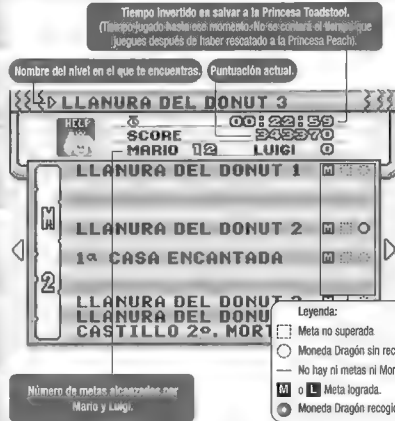 Tiempo invertido en salvar a la Princesa Toadstool.
(Tiempo jugado hasta ese momento. No se contará el tiempo que
juegues después de haber rescatado a la Princesa Peach).
Nombre del nivel en el que te encuentras.
Puntuación actual.
LLANURA DEL DONUT 3
HELP
00:22:59
SCORE 343370
MARIO 12 LUIGI 0
M
2
LLANURA DEL DONUT 1 M
LLANURA DEL DONUT 2 M
1ª CASA ENCANTADA M
LLANURA DEL DONUT
LLANURA DEL DONUT
CASTILLO 2º. MORT
Leyenda:
Meta no superada
Moneda Dragón sin rec
No hay ni metas ni Mor
M o L Meta lograda.
Moneda Dragón recogi
Número de metas alcanzadas por
Mario y Luigi.